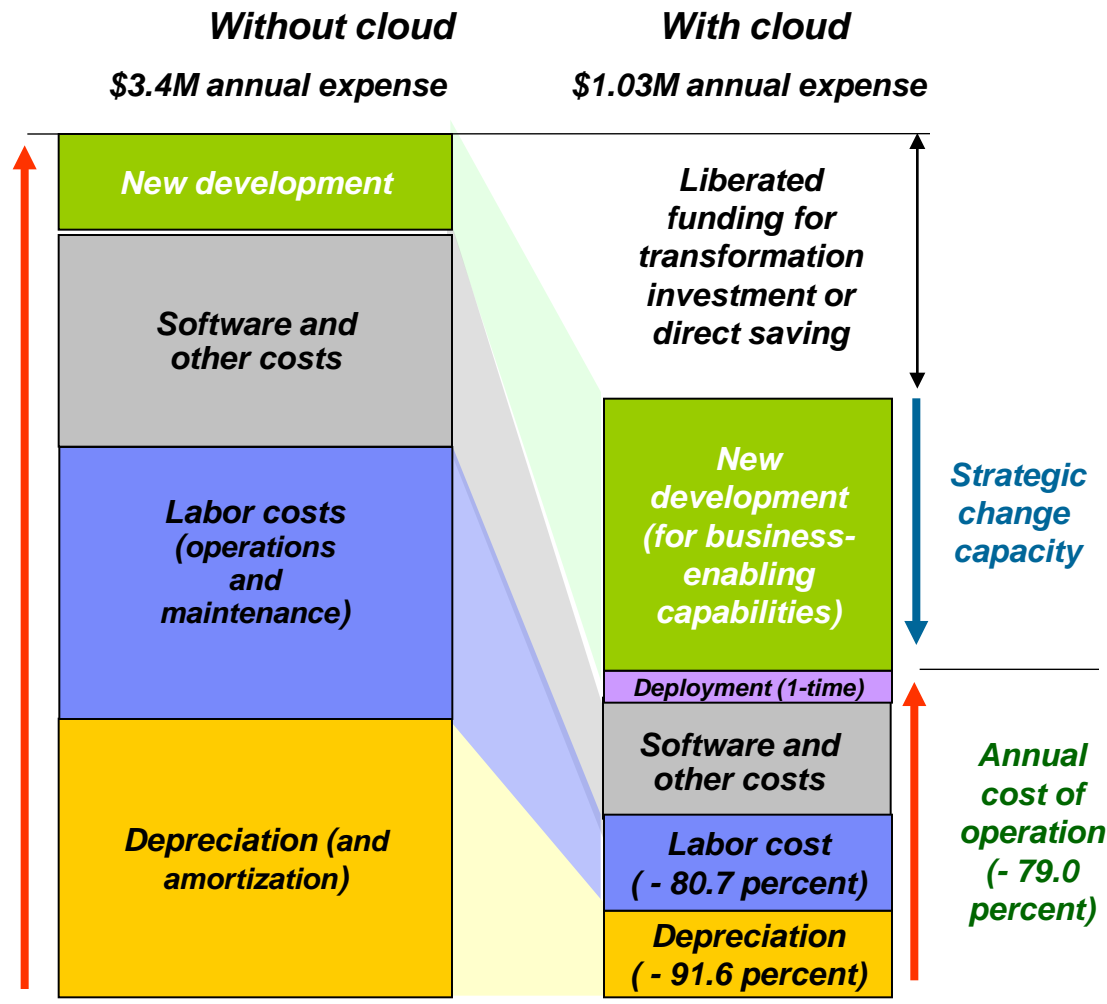 Without cloud
$3.4M annual expense
With cloud
$1.03M annual expense
New development
Software and
other costs
Labor costs
(operations
and
maintenance)
Depreciation (and
amortization)
Liberated
funding for
transformation
investment or
direct saving
New
development
(for business-
enabling
capabilities)
Deployment (1-time)
Software and
other costs
Labor cost
( - 80.7 percent)
Depreciation
( - 91.6 percent)
Strategic
change
capacity
Annual
cost of
operation
(- 79.0
percent)